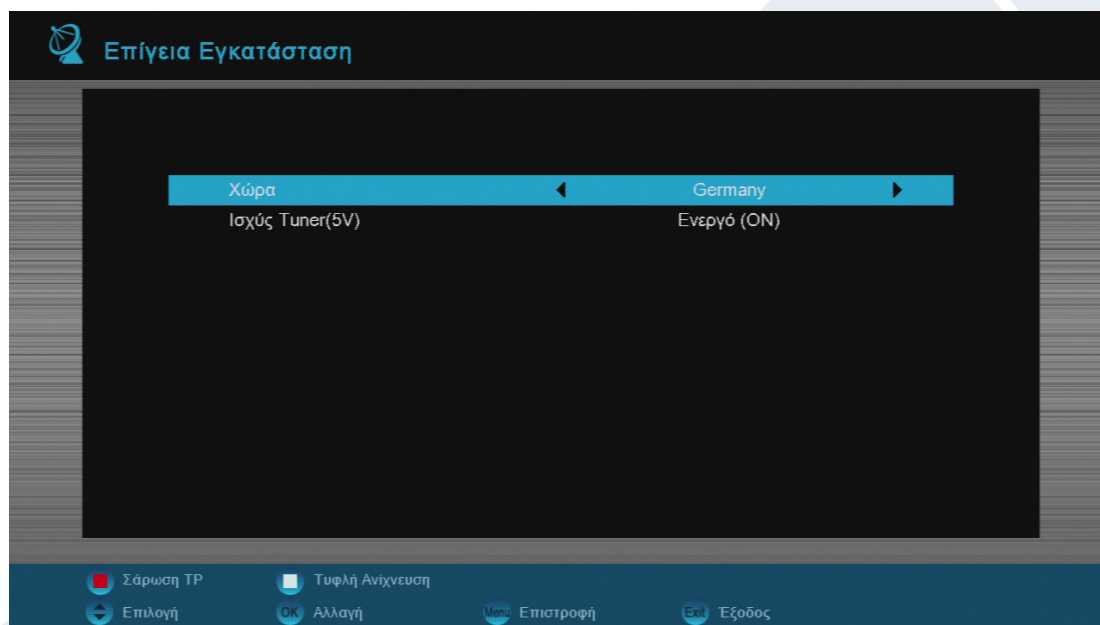 Επίγεια Εγκατάσταση
Χώρα Germany
Ισχύς Tuner(5V) Ενεργό (ON)
Σάρωση TP Τυφλή Ανίχνευση
Επιλογή OK Αλλαγή Menu Επιστροφή Exit Έξοδος